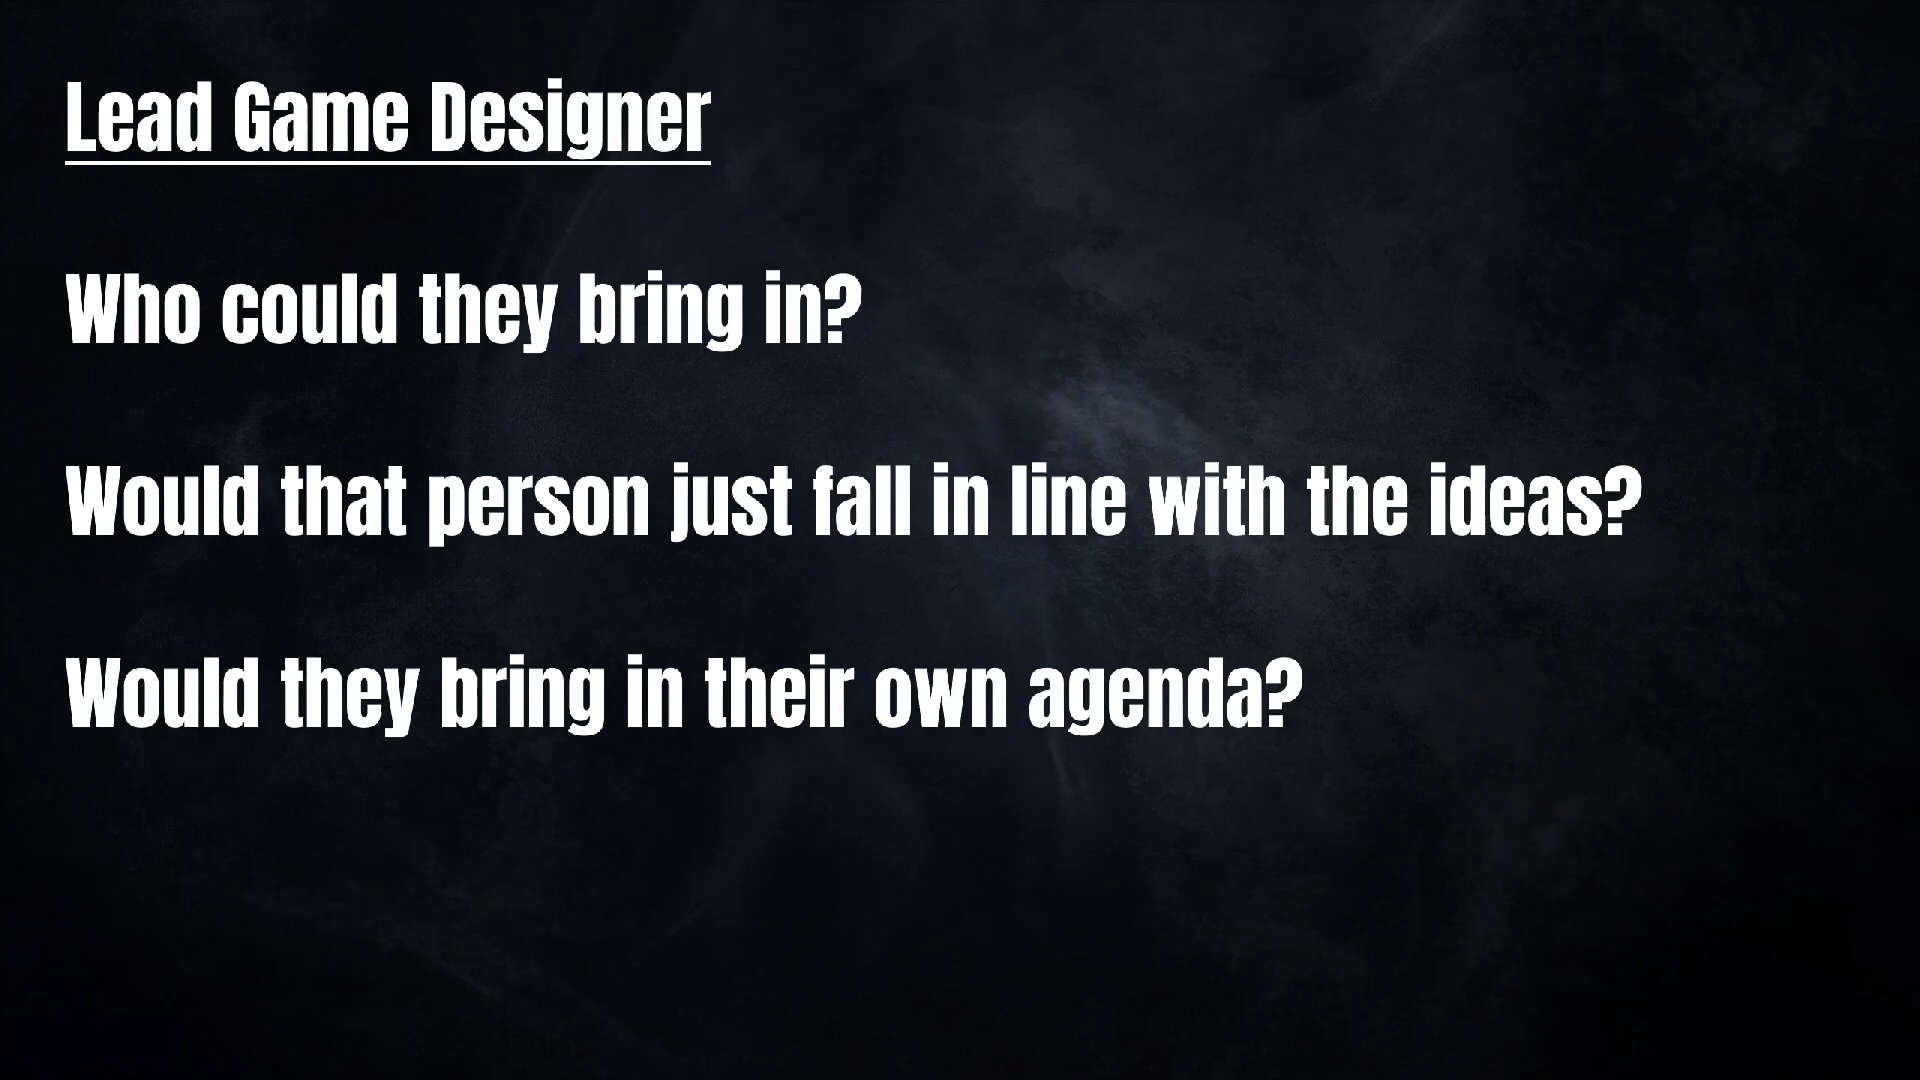 Lead Game Designer
Who could they bring in?
Would that person just fall in line with the ideas?
Would they bring in their own agenda?